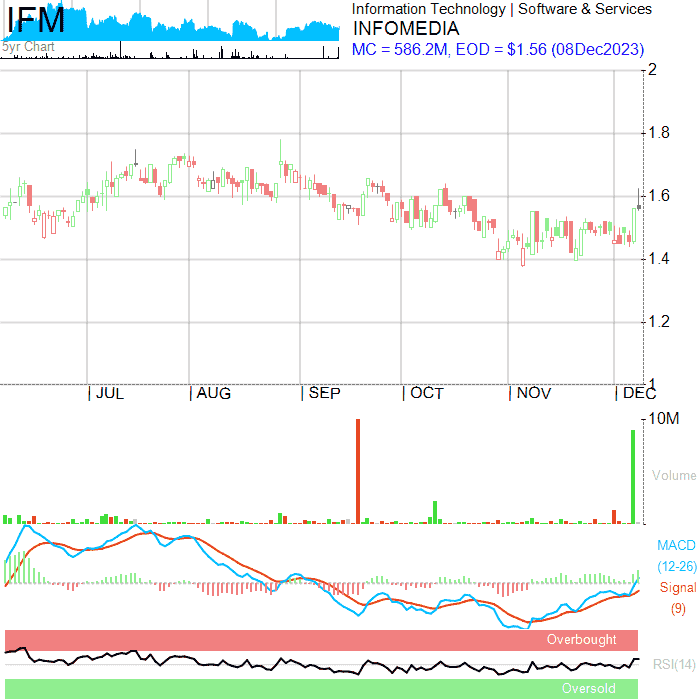 IFM
5yr Chart
Information Technology | Software & Services
INFOMEDIA
MC = 586.2M, EOD = $1.56 (08Dec2023)
2
1.8
1.6
1.4
1.2
1
| JUL | AUG | SEP | OCT | NOV | DEC
10M
Volume
MACD
(12-26)
Signal
(9)
Overbought
RSI(14)
Oversold